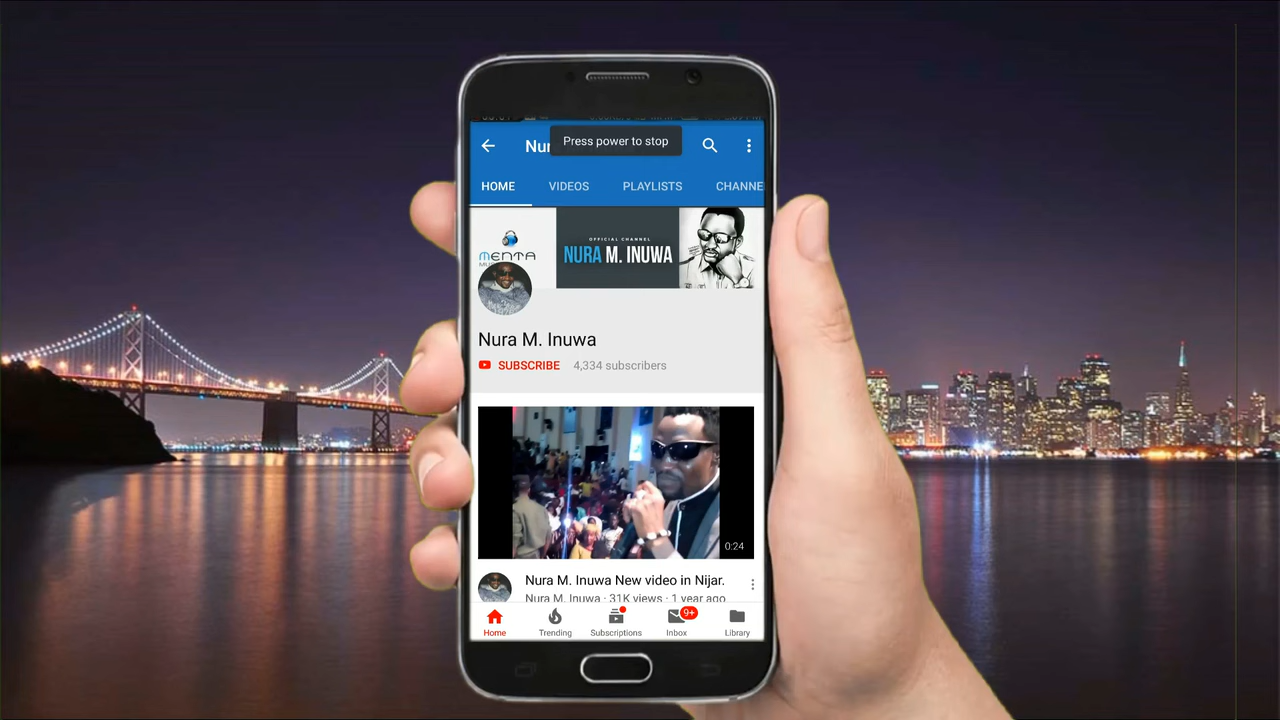 Nur
Press power to stop
HOME
VIDEOS
PLAYLISTS
CHANNE
MENTA
OFFICIAL CHANNEL
NURA M. INUWA
Nura M. Inuwa
SUBSCRIBE
4,334 subscribers
0:24
Nura M. Inuwa New video in Nijar.
Nura M. Inuwa · 31K views · 1 year ago
9+
Home
Trending
Subscriptions
Inbox
Library